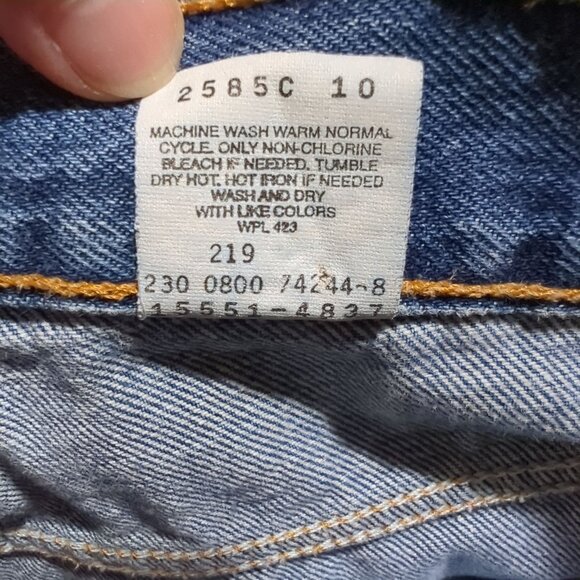 2585C 10
MACHINE WASH WARM NORMAL
CYCLE. ONLY NON-CHLORINE
BLEACH IF NEEDED. TUMBLE
DRY HOT. HOT IRON IF NEEDED
WASH AND DRY
WITH LIKE COLORS
WPL 423
219
230 0800 74244-8
15551-4837